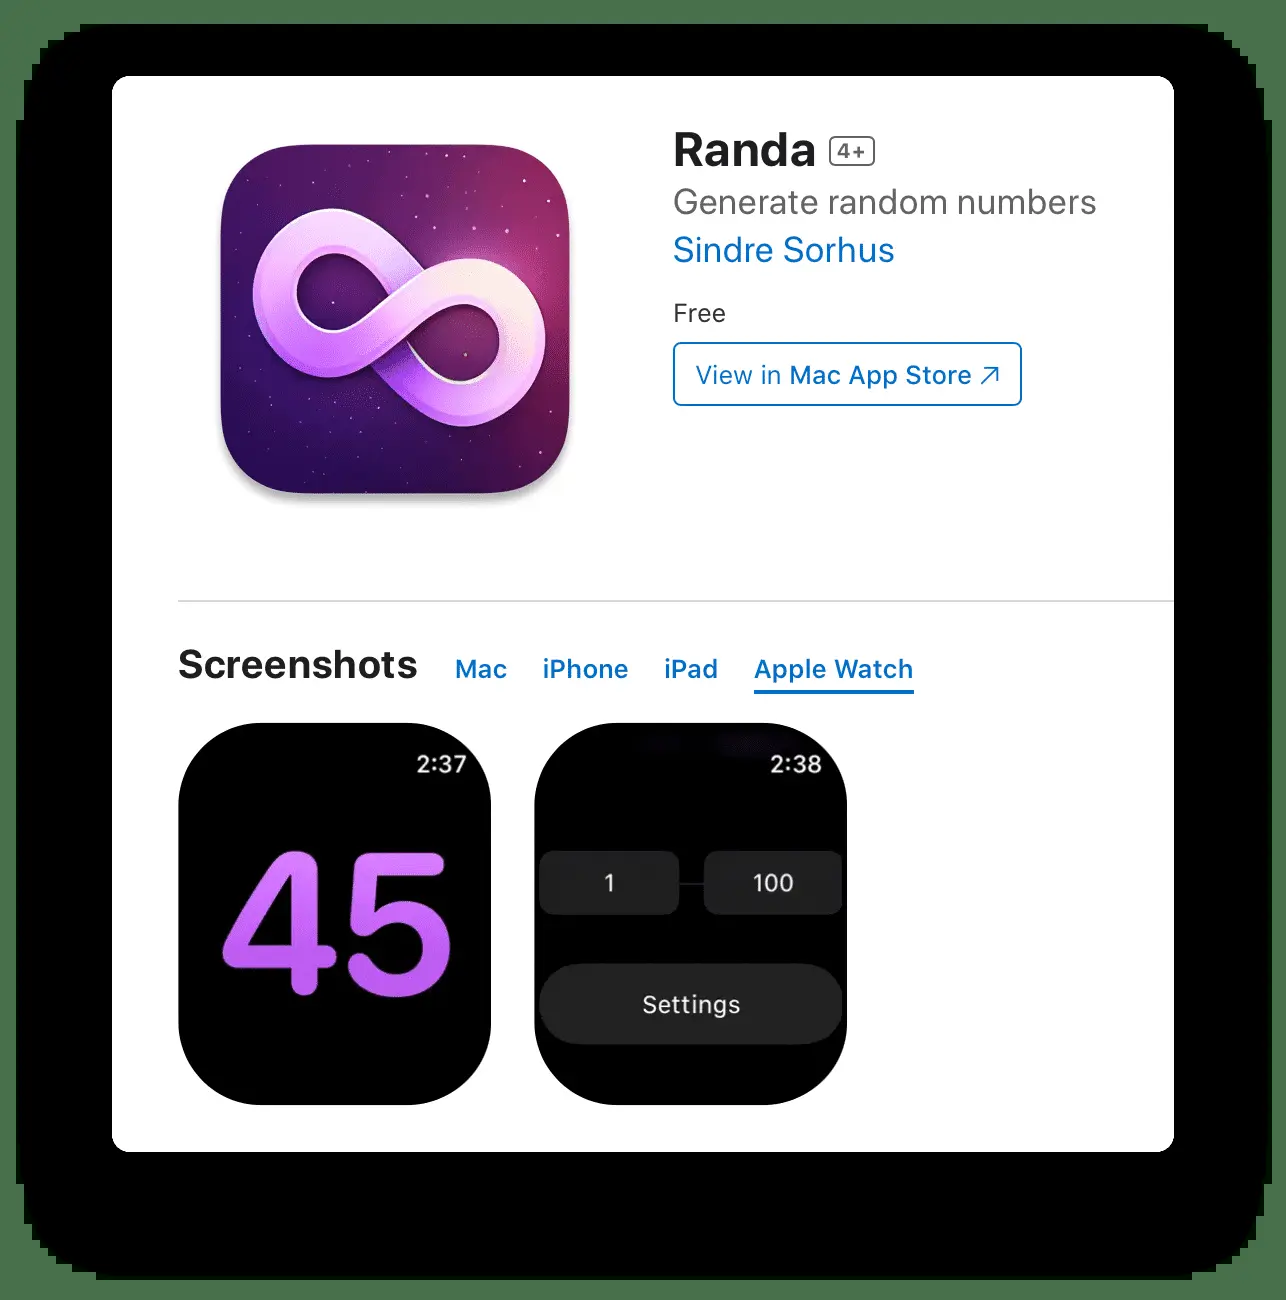 Randa 4+
Generate random numbers
Sindre Sorhus
Free
View in Mac App Store ↗
Screenshots Mac iPhone iPad Apple Watch
2:37
45
2:38
1 100
Settings